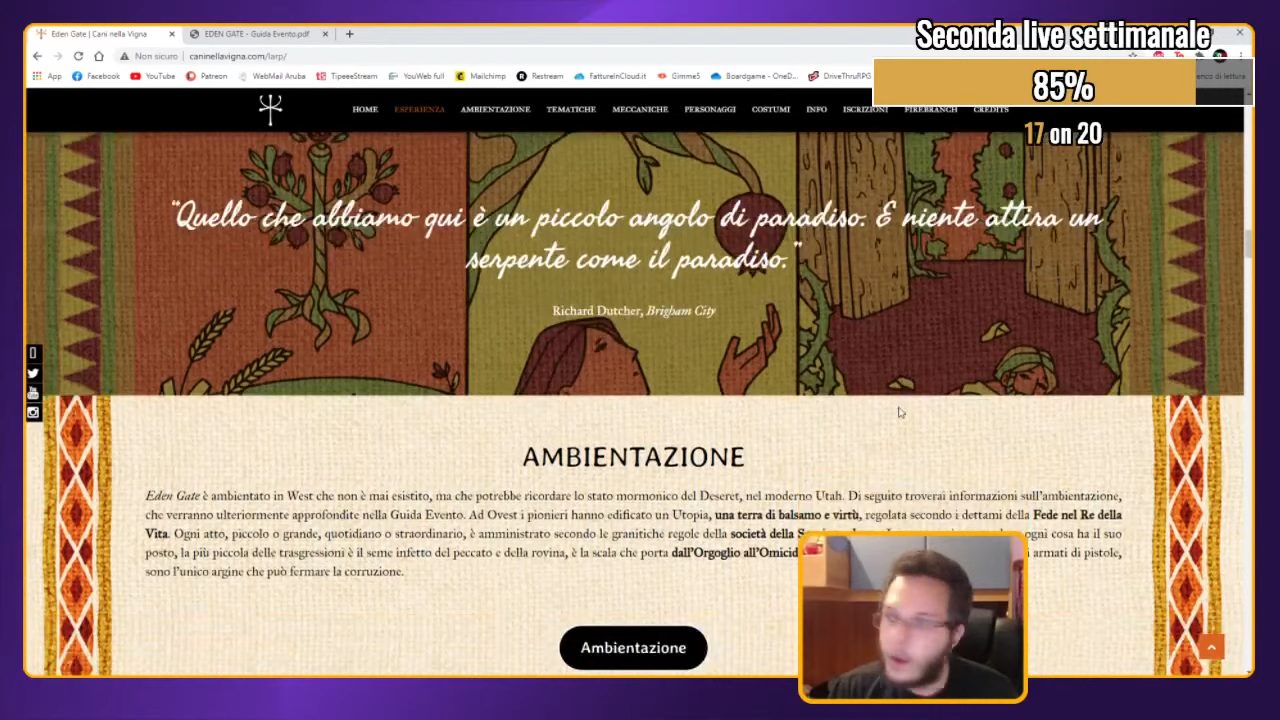 Seconda live settimanale
85%
17 on 20
Eden Gate | Cani nella Vigna
EDEN GATE - Guida Evento.pdf
Non sicuro | caninellavigna.com/larp/
App Facebook YouTube Patreon WebMail Aruba TipeeeStream YouWeb full Mailchimp Restream FattureInCloud.it Gimme5 Boardgame - OneD... DriveThruRPG di lettura
HOME ESPERIENZA AMBIENTAZIONE TEMATICHE MECCANICHE PERSONAGGI COSTUMI INFO ISCRIZIONI FIREBRANCH CREDITS
“Quello che abbiamo qui è un piccolo angolo di paradiso. E niente attira un
serpente come il paradiso.”
Richard Dutcher, Brigham City
AMBIENTAZIONE
Eden Gate è ambientato in West che non è mai esistito, ma che potrebbe ricordare lo stato mormonico del Deseret, nel moderno Utah. Di seguito troverai informazioni sull’ambientazione,
che verranno ulteriormente approfondite nella Guida Evento. Ad Ovest i pionieri hanno edificato un Utopia, una terra di balsamo e virtù, regolata secondo i dettami della Fede nel Re della
Vita. Ogni atto, piccolo o grande, quotidiano o straordinario, è amministrato secondo le granitiche regole della società della ogni cosa ha il suo
posto, la più piccola delle trasgressioni è il seme infetto del peccato e della rovina, è la scala che porta dall’Orgoglio all’Omicid armati di pistole,
sono l’unico argine che può fermare la corruzione.
Ambientazione